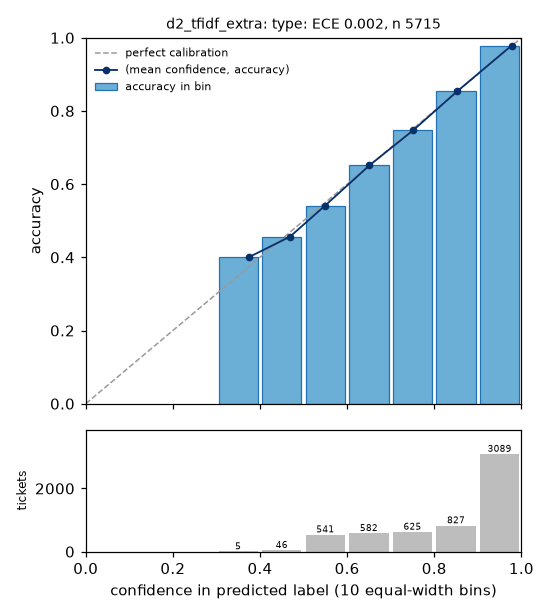 d2_tfidf_extra: type: ECE 0.002, n 5715
perfect calibration
(mean confidence, accuracy)
accuracy in bin
1.0
0.8
0.6
0.4
0.2
0.0
accuracy
3089
827
625
582
541
46
5
2000
0
tickets
0.0 0.2 0.4 0.6 0.8 1.0
confidence in predicted label (10 equal-width bins)